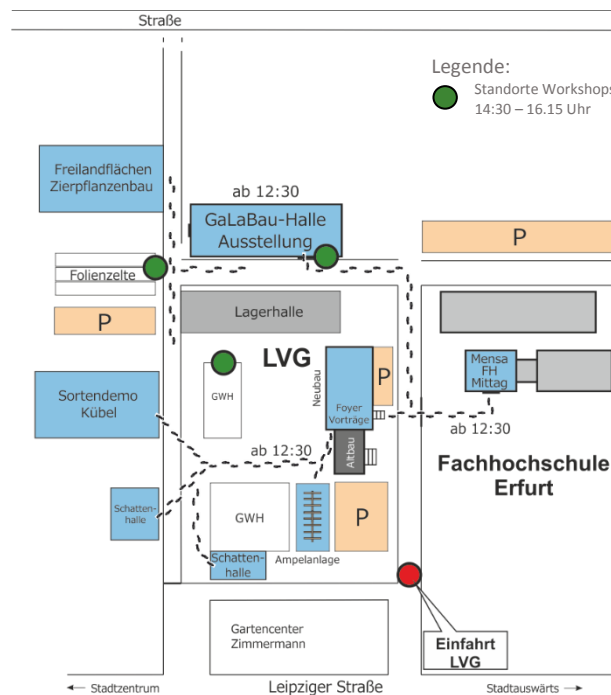 Straße
Legende:
Standorte Workshops
14:30 – 16.15 Uhr
Freilandflächen
Zierpflanzenbau
ab 12:30
GaLaBau-Halle
Ausstellung
P
Folienzelte
P
Lagerhalle
LVG
Neubau
P
Mensa
FH
Mittag
GWH
Sortendemo
Kübel
Foyer
Vorträge
ab 12:30
ab 12:30
Altbau
Fachhochschule
Erfurt
Schatten-
halle
GWH
P
Schatten-
halle
Ampelanlage
Gartencenter
Zimmermann
Einfahrt
LVG
← Stadtzentrum
Leipziger Straße
Stadtauswärts →